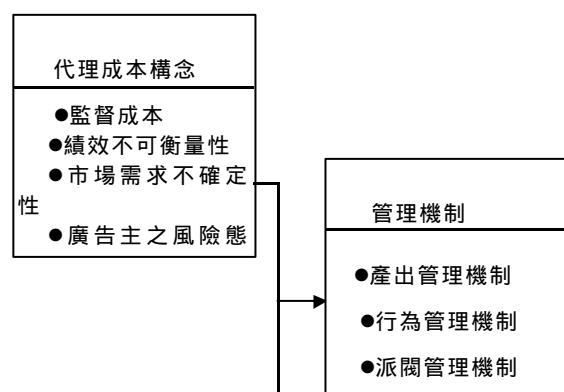 代理成本構念
●監督成本
●績效不可衡量性
●市場需求不確定
性
●廣告主之風險態
管理機制
●產出管理機制
●行為管理機制
●派閥管理機制